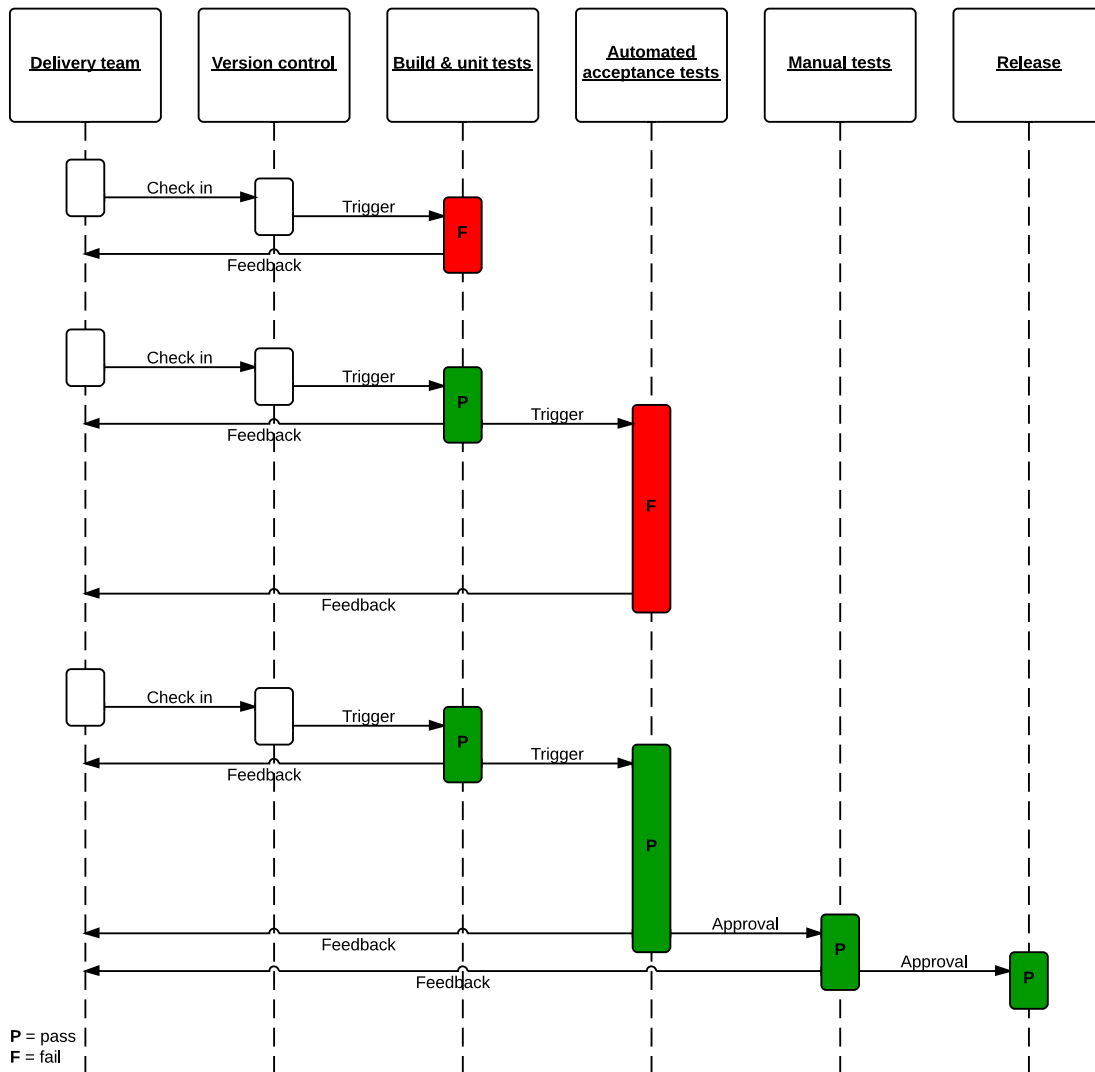 Delivery team
Version control
Build & unit tests
Automated
acceptance tests
Manual tests
Release
Check in
Trigger
F
Feedback
Check in
Trigger
P
Trigger
Feedback
F
Feedback
Check in
Trigger
P
Trigger
Feedback
P
Approval
Feedback
P
Approval
Feedback
P
P = pass
F = fail